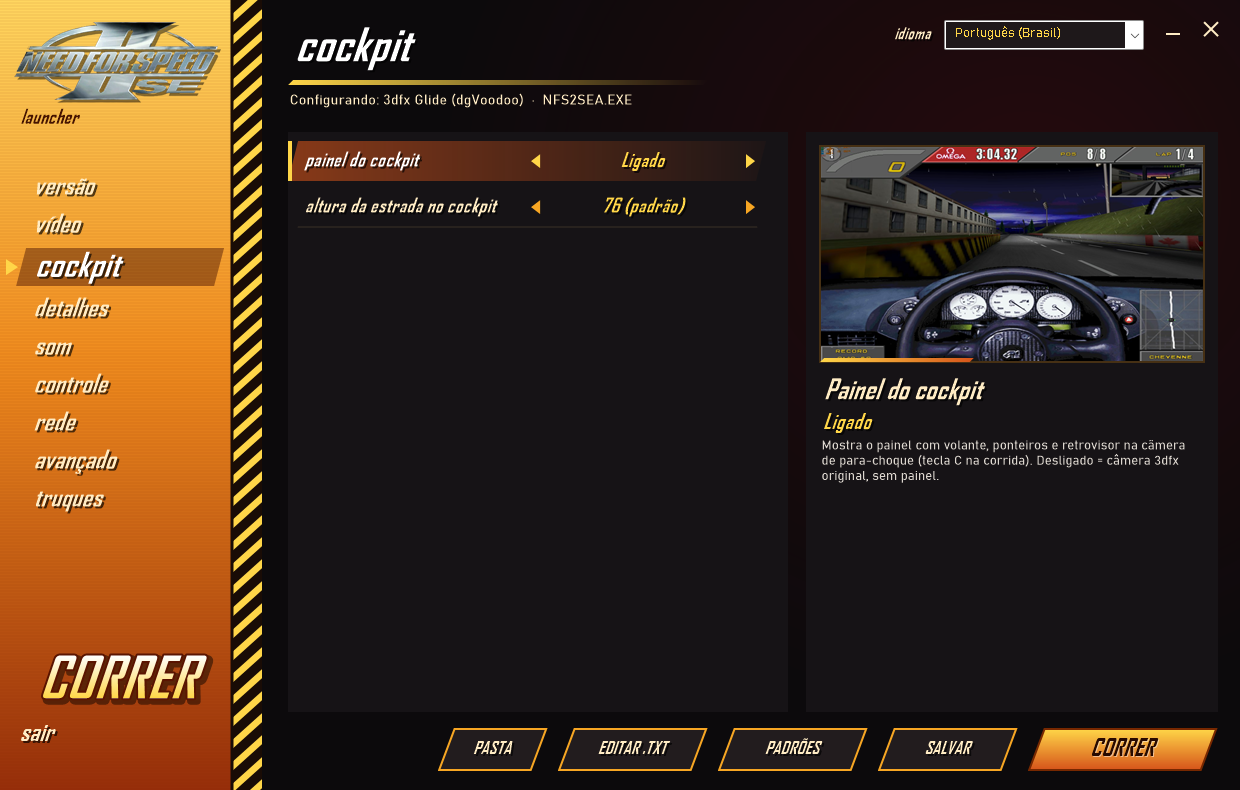 NEED FOR SPEED
II
SE
launcher
versão
vídeo
cockpit
detalhes
som
controle
rede
avançado
truques
CORRER
sair
cockpit
idioma
Português (Brasil)
Configurando: 3dfx Glide (dgVoodoo) · NFS2SEA.EXE
painel do cockpit
Ligado
altura da estrada no cockpit
76 (padrão)
0
Ω OMEGA
3:04.32
POS
8/8
LAP
1/4
RECORD
CHEYENNE
Painel do cockpit
Ligado
Mostra o painel com volante, ponteiros e retrovisor na câmera
de para-choque (tecla C na corrida). Desligado = câmera 3dfx
original, sem painel.
PASTA
EDITAR .TXT
PADRÕES
SALVAR
CORRER